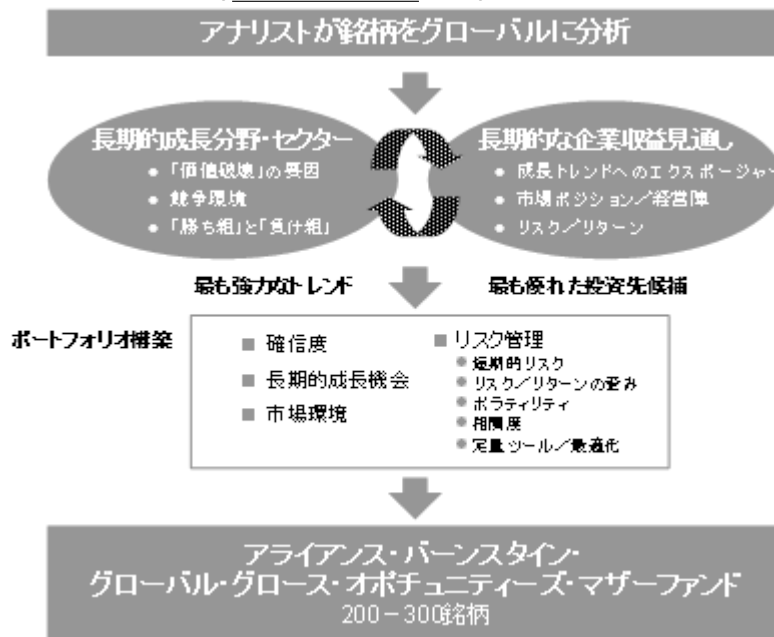 アナリストが銘柄をグローバルに分析
長期的成長分野・セクター
● 「価値破壊」の要因
● 競争環境
● 「勝ち組」と「負け組」
長期的な企業収益見通し
● 成長トレンドへのエクスポージャー
● 市場ポジション／経営陣
● リスク／リターン
最も強力なトレンド
最も優れた投資先候補
ポートフォリオ構築
■ 確信度
■ 長期的成長機会
■ 市場環境
■ リスク管理
● 短期的リスク
● リスク／リターンの歪み
● ボラティリティ
● 相関度
● 定量ツール／最適化
アライアンス・バーンスタイン・
グローバル・グロース・オポチュニティーズ・マザーファンド
200－300銘柄